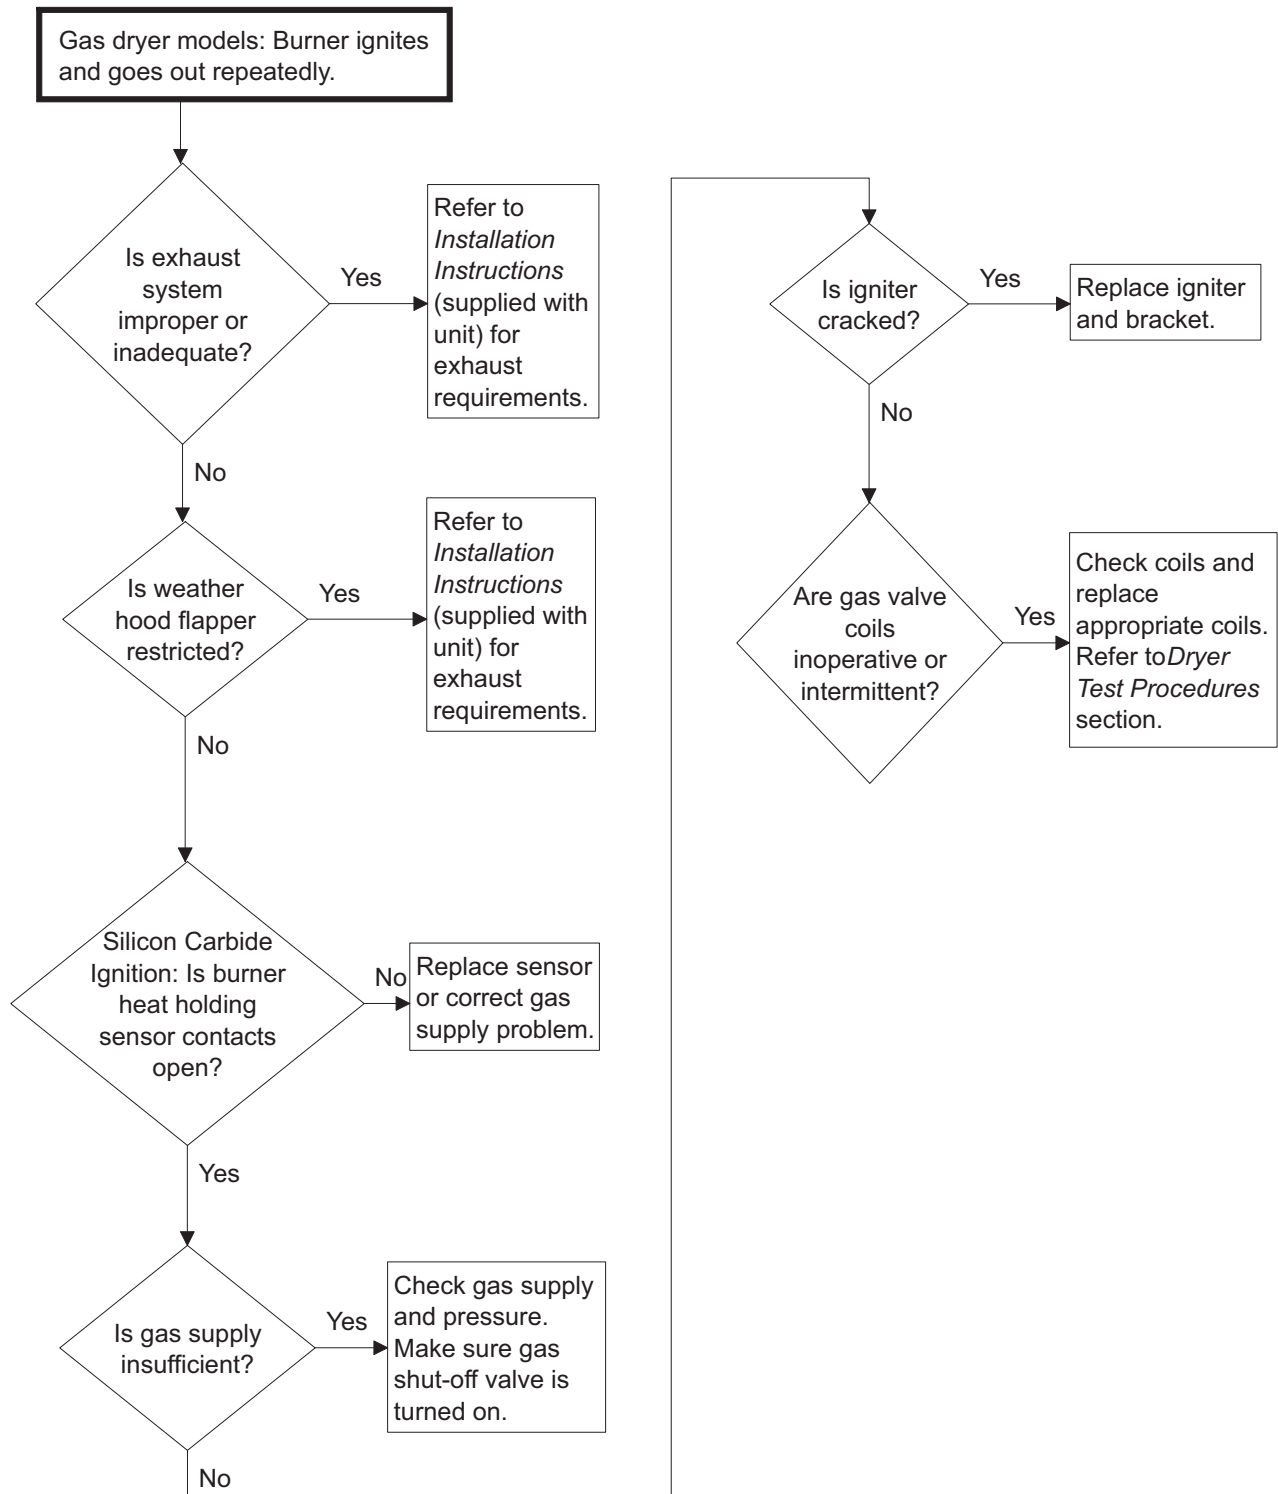 Gas dryer models: Burner ignites
and goes out repeatedly.
Is exhaust
system
improper or
inadequate?
Yes
Refer to
Installation
Instructions
(supplied with
unit) for
exhaust
requirements.
No
Is weather
hood flapper
restricted?
Yes
Refer to
Installation
Instructions
(supplied with
unit) for
exhaust
requirements.
No
Silicon Carbide
Ignition: Is burner
heat holding
sensor contacts
open?
No
Replace sensor
or correct gas
supply problem.
Yes
Is gas supply
insufficient?
Yes
Check gas supply
and pressure.
Make sure gas
shut-off valve is
turned on.
No
Is igniter
cracked?
Yes
Replace igniter
and bracket.
No
Are gas valve
coils
inoperative or
intermittent?
Yes
Check coils and
replace
appropriate coils.
Refer toDryer
Test Procedures
section.